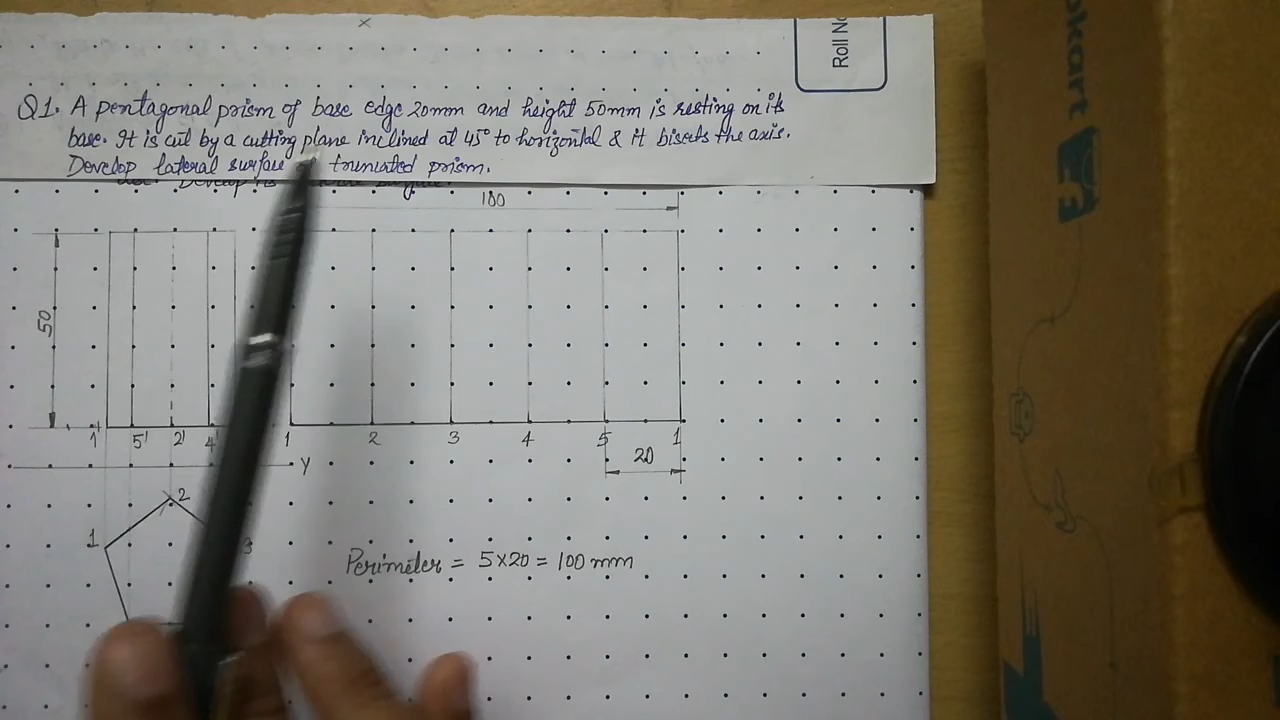 Roll No
Q1. A pentagonal prism of base edge 20mm and height 50mm is resting on its
base. It is cut by a cutting plane inclined at 45° to horizontal & it bisects the axis.
Develop lateral surface truncated prism.
100
50
1' 5' 2' 4' 1 2 3 4 5 1
20
Y
2
1
3
Perimeter = 5×20 = 100 mm
kart